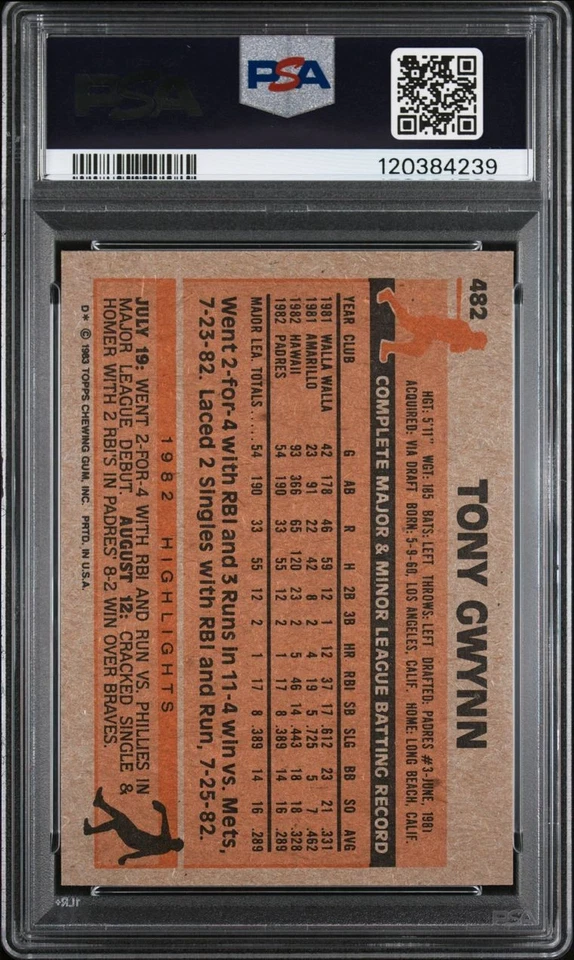 PSA
PSA
120384239
482
TONY GWYNN
HGT: 5'11" WGT: 185 BATS: LEFT THROWS: LEFT DRAFTED: PADRES #3-JUNE, 1981
ACQUIRED: VIA DRAFT BORN: 5-9-60, LOS ANGELES, CALIF. HOME: LONG BEACH, CALIF.
COMPLETE MAJOR & MINOR LEAGUE BATTING RECORD
YEAR CLUB G AB R H 2B 3B HR RBI SB SLG BB SO AVG
1981 WALLA WALLA 42 178 46 59 12 1 12 37 17 .612 23 21 .331
1981 AMARILLO 23 91 22 42 8 2 4 19 5 .725 5 7 .462
1982 HAWAII 93 366 65 120 23 2 5 46 14 .443 18 18 .328
1982 PADRES 54 190 33 55 12 2 1 17 8 .389 14 16 .289
MAJOR LEA. TOTALS ..... 54 190 33 55 12 2 1 17 8 .389 14 16 .289
Went 2-for-4 with RBI and 3 Runs in 11-4 win vs. Mets,
7-23-82. Laced 2 Singles with RBI and Run, 7-25-82.
1982 HIGHLIGHTS
JULY 19: WENT 2-FOR-4 WITH RBI AND RUN VS. PHILLIES IN
MAJOR LEAGUE DEBUT. AUGUST 12: CRACKED SINGLE &
HOMER WITH 2 RBI'S IN PADRES' 8-2 WIN OVER BRAVES.
D* © 1983 TOPPS CHEWING GUM, INC. PRTD. IN U.S.A.
PSA